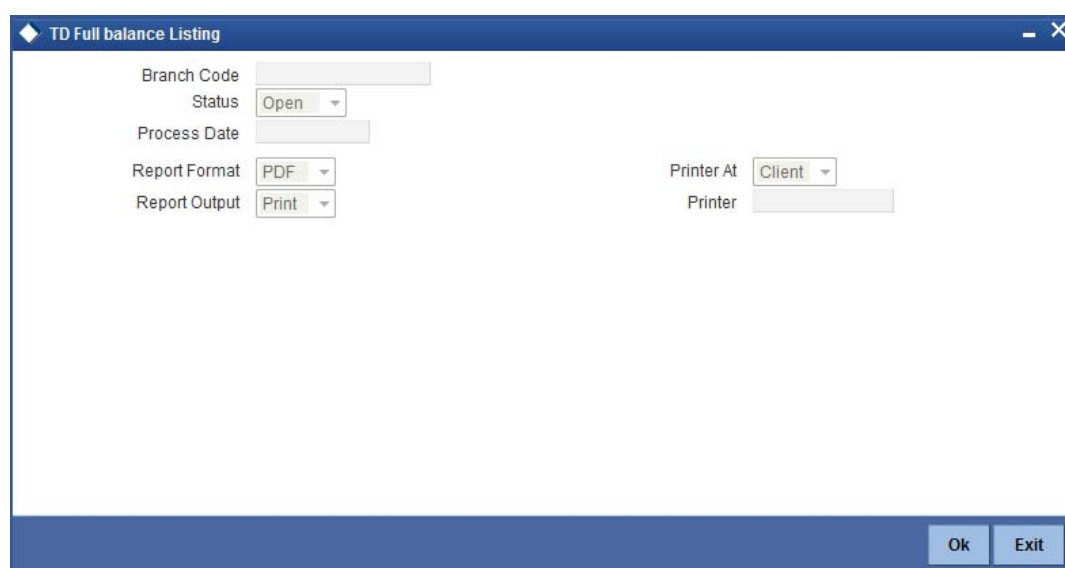 TD Full balance Listing
Branch Code
Status Open
Process Date
Report Format PDF Printer At Client
Report Output Print Printer
Ok Exit